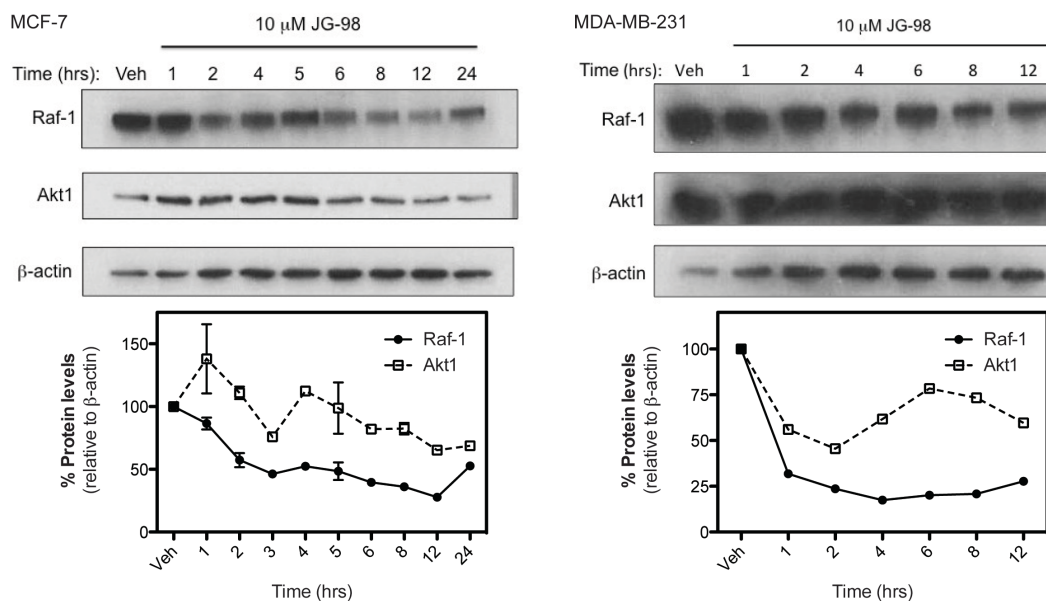 MCF-7
10 μM JG-98
Time (hrs): Veh 1 2 4 5 6 8 12 24
Raf-1
Akt1
β-actin
% Protein levels
(relative to β-actin)
150
100
50
0
Raf-1
Akt1
Veh 1 2 3 4 5 6 8 12 24
Time (hrs)
MDA-MB-231
10 μM JG-98
Time (hrs): Veh 1 2 4 6 8 12
Raf-1
Akt1
β-actin
% Protein levels
(relative to β-actin)
100
75
50
25
0
Raf-1
Akt1
Veh 1 2 4 6 8 12
Time (hrs)